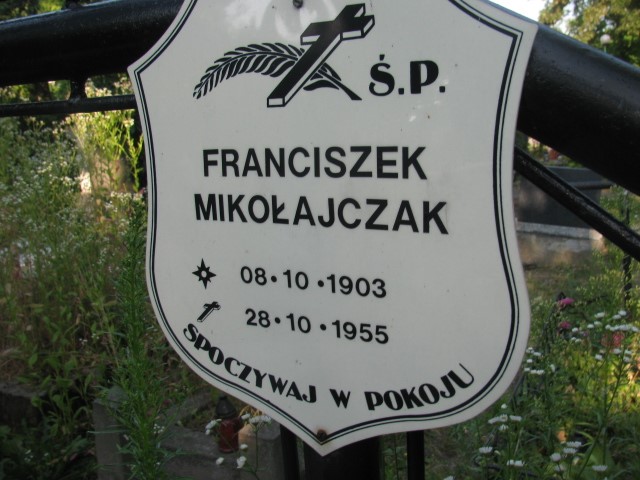 Ś.P.
FRANCISZEK
MIKOŁAJCZAK
08·10·1903
28·10·1955
SPOCZYWAJ W POKOJU